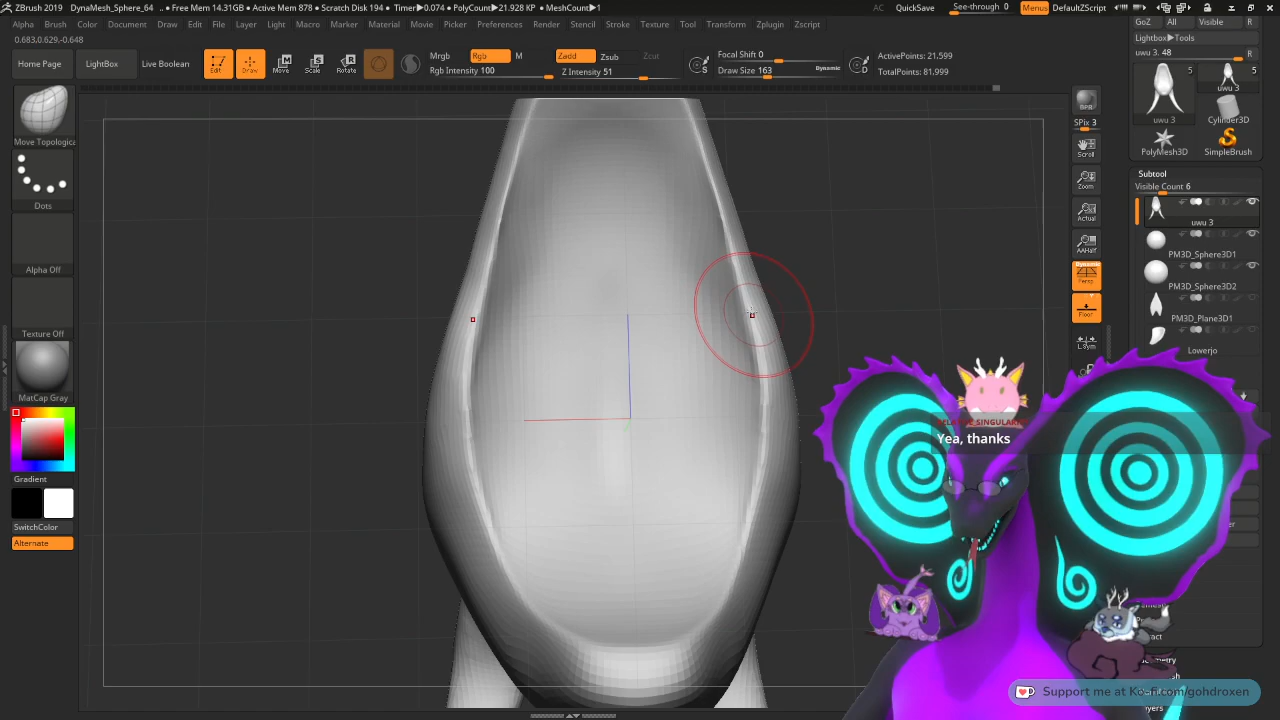 ZBrush 2019 DynaMesh_Sphere_64 .. • Free Mem 14.31GB • Active Mem 878 • Scratch Disk 194 • Timer▶0.074 • PolyCount▶21.928 KP • MeshCount▶1
AC QuickSave See-through 0 Menus DefaultZScript
Alpha Brush Color Document Draw Edit File Layer Light Macro Marker Material Movie Picker Preferences Render Stencil Stroke Texture Tool Transform Zplugin Zscript
0.683,0.629,-0.648
GoZ All Visible R
Lightbox▶Tools
uwu 3. 48 R
Home Page LightBox Live Boolean Edit Draw Move Scale Rotate
Mrgb Rgb M
Rgb Intensity 100
Zadd Zsub Zcut
Z Intensity 51
S
Focal Shift 0
Draw Size 163 Dynamic
D
ActivePoints: 21,599
TotalPoints: 81.999
5 5
uwu 3
uwu 3 Cylinder3D
PolyMesh3D SimpleBrush
Move Topologica
Dots
Alpha Off
Texture Off
MatCap Gray
Gradient
SwitchColor
Alternate
BPR
SPix 3
Scroll
Zoom
Actual
AAHalf
Dynamic
Persp
Floor
L.Sym
Subtool
Visible Count 6
uwu 3
PM3D_Sphere3D1
PM3D_Sphere3D2
PM3D_Plane3D1
Lowerjo
Yea, thanks
Support me at Ko-fi.com/gohdroxen